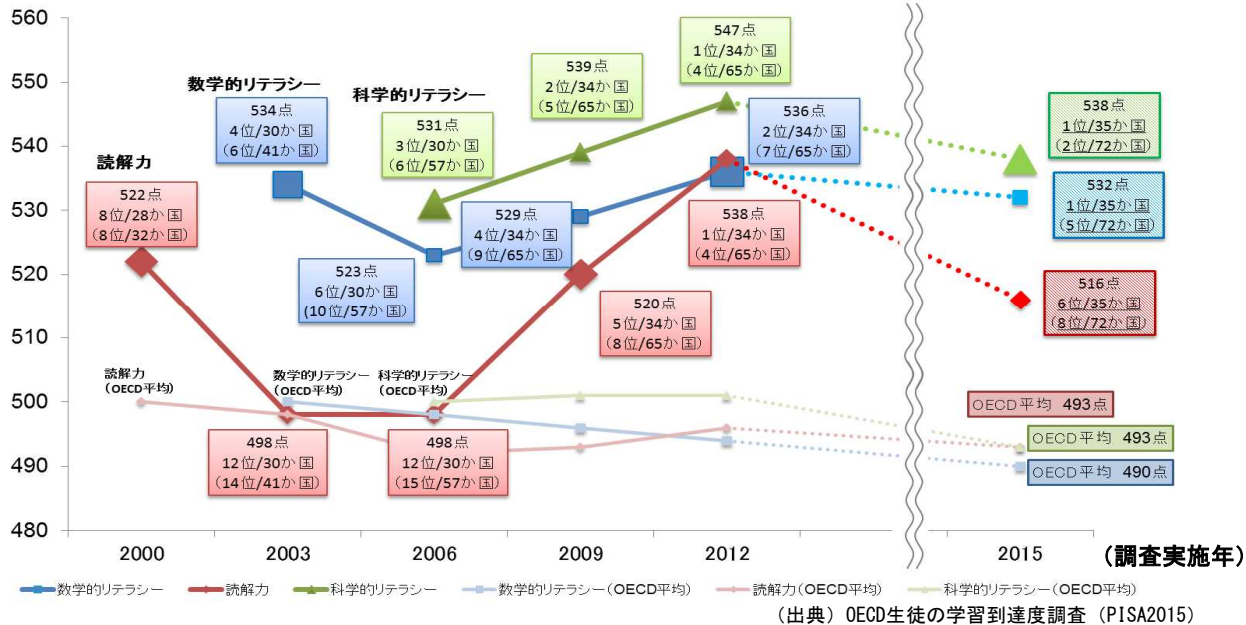 560
550
540
530
520
510
500
490
480
数学的リテラシー
534点
4位/30か国
(6位/41か国)
科学的リテラシー
531点
3位/30か国
(6位/57か国)
539点
2位/34か国
(5位/65か国)
547点
1位/34か国
(4位/65か国)
536点
2位/34か国
(7位/65か国)
538点
1位/35か国
(2位/72か国)
読解力
522点
8位/28か国
(8位/32か国)
529点
4位/34か国
(9位/65か国)
532点
1位/35か国
(5位/72か国)
523点
6位/30か国
(10位/57か国)
538点
1位/34か国
(4位/65か国)
520点
5位/34か国
(8位/65か国)
516点
6位/35か国
(8位/72か国)
読解力
(OECD平均)
数学的リテラシー
(OECD平均)
科学的リテラシー
(OECD平均)
498点
12位/30か国
(14位/41か国)
498点
12位/30か国
(15位/57か国)
OECD平均 493点
OECD平均 493点
OECD平均 490点
2000 2003 2006 2009 2012 2015 (調査実施年)
数学的リテラシー 読解力 科学的リテラシー 数学的リテラシー(OECD平均) 読解力(OECD平均) 科学的リテラシー(OECD平均)
(出典) OECD生徒の学習到達度調査 (PISA2015)